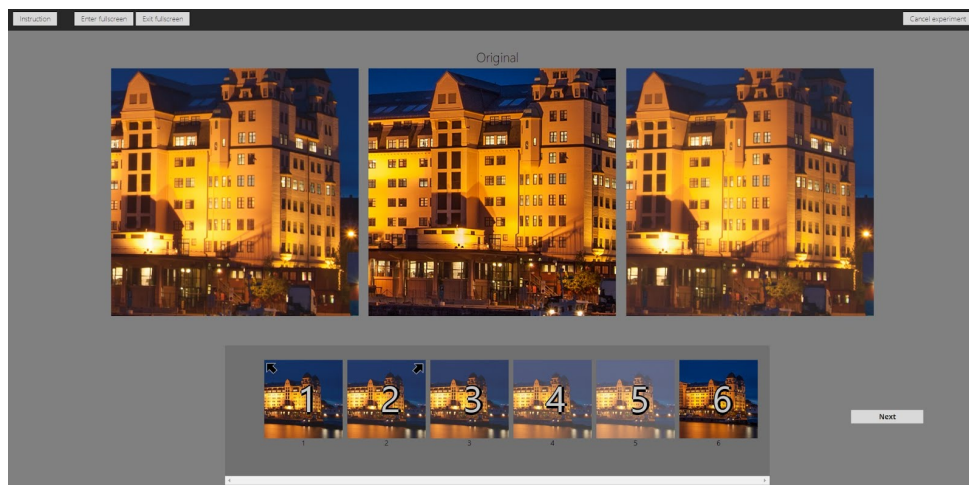 Instruction Enter fullscreen Exit fullscreen Cancel experiment
Original
1 2 3 4 5 6
1 2 3 4 5 6
Next